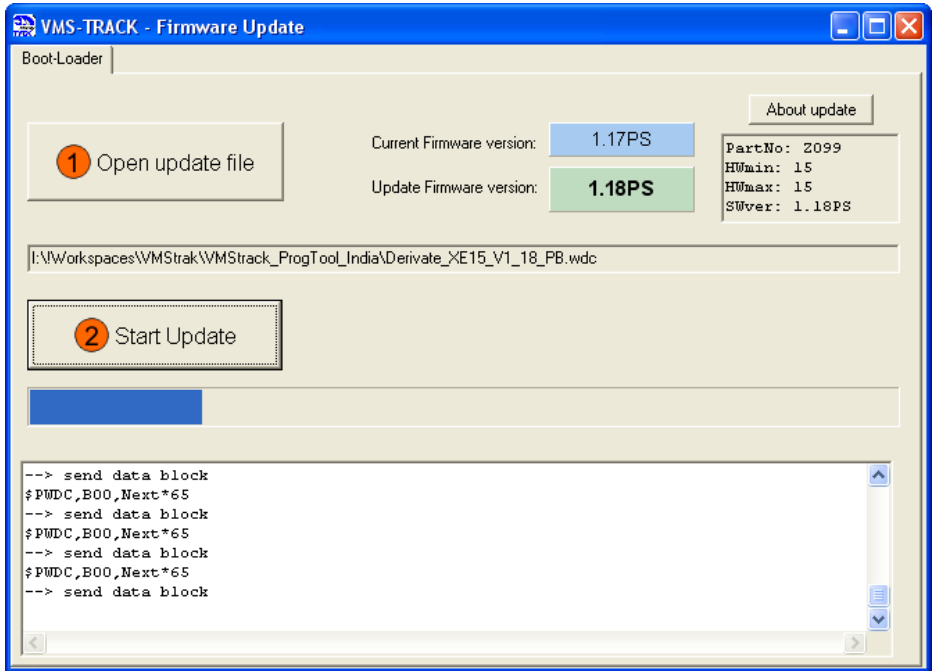 VMS-TRACK - Firmware Update
Boot-Loader
About update
1 Open update file
Current Firmware version: 1.17PS
Update Firmware version: 1.18PS
PartNo: Z099
HWmin: 15
HWmax: 15
SWver: 1.18PS
I:\!Workspaces\VMStrak\VMStrack_ProgTool_India\Derivate_XE15_V1_18_PB.wdc
2 Start Update
--> send data block
$PWDC,B00,Next*65
--> send data block
$PWDC,B00,Next*65
--> send data block
$PWDC,B00,Next*65
--> send data block